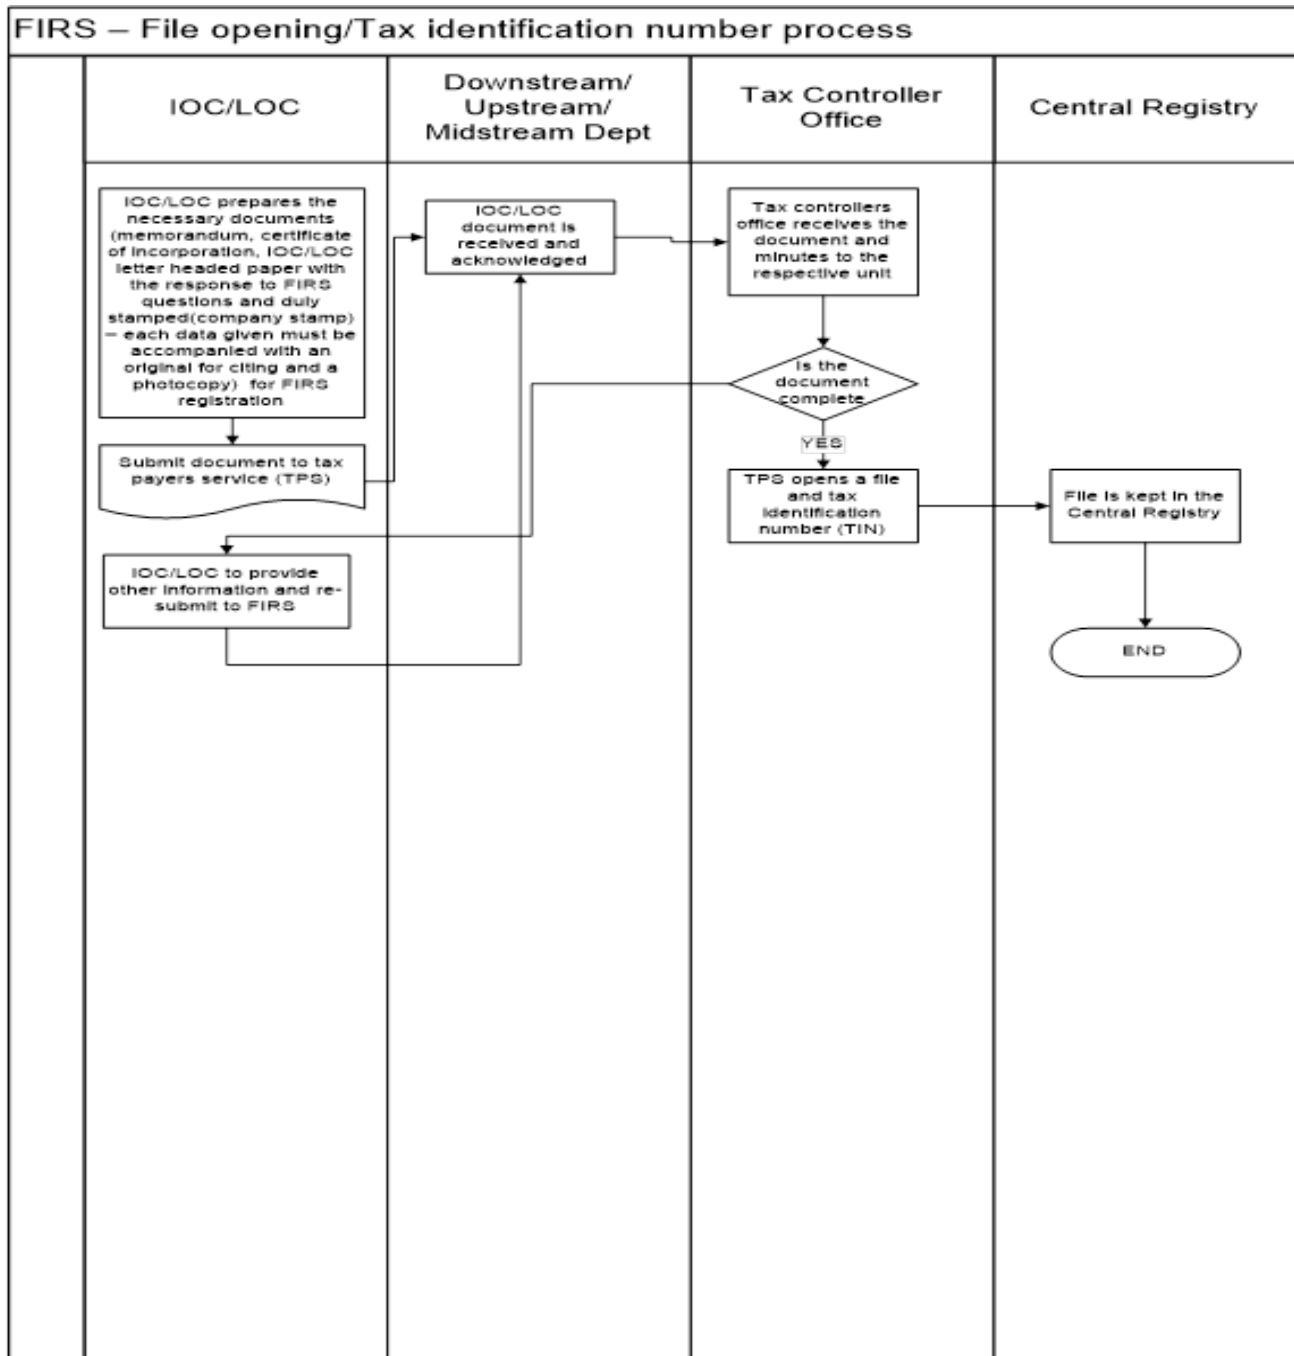 FIRS – File opening/Tax identification number process
IOC/LOC
Downstream/
Upstream/
Midstream Dept
Tax Controller
Office
Central Registry
IOC/LOC prepares the
necessary documents
(memorandum, certificate
of incorporation, IOC/LOC
letter headed paper with
the response to FIRS
questions and duly
stamped(company stamp)
– each data given must be
accompanied with an
original for citing and a
photocopy) for FIRS
registration
Submit document to tax
payers service (TPS)
IOC/LOC to provide
other information and re-
submit to FIRS
IOC/LOC
document is
received and
acknowledged
Tax controllers
office receives the
document and
minutes to the
respective unit
Is the
document
complete
YES
TPS opens a file
and tax
identification
number (TIN)
File is kept in the
Central Registry
END